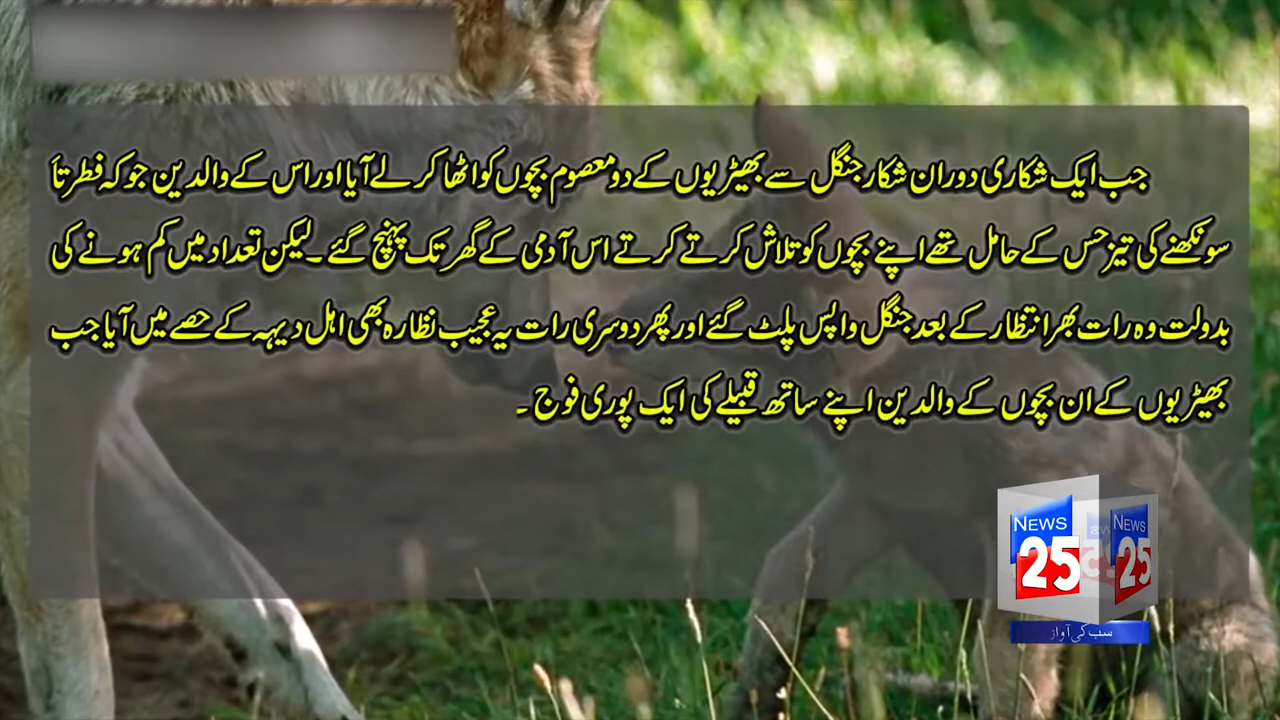 جب ایک شکاری دوران شکار جنگل سے بھیڑیوں کے دو معصوم بچوں کو اٹھا کر لے آیا اور اس کے والدین جو کہ فطرتاً
سونگھنے کی تیز حس کے حامل تھے اپنے بچوں کو تلاش کرتے کرتے اس آدمی کے گھر تک پہنچ گئے ۔ لیکن تعداد میں کم ہونے کی
بدولت وہ رات بھر انتظار کے بعد جنگل واپس پلٹ گئے اور پھر دوسری رات یہ عجیب نظارہ بھی اہل دیہہ کے حصے میں آیا جب
بھیڑیوں کے ان بچوں کے والدین اپنے ساتھ قبیلے کی ایک پوری فوج ۔
NEWS 25
NEWS 25
سب کی آواز